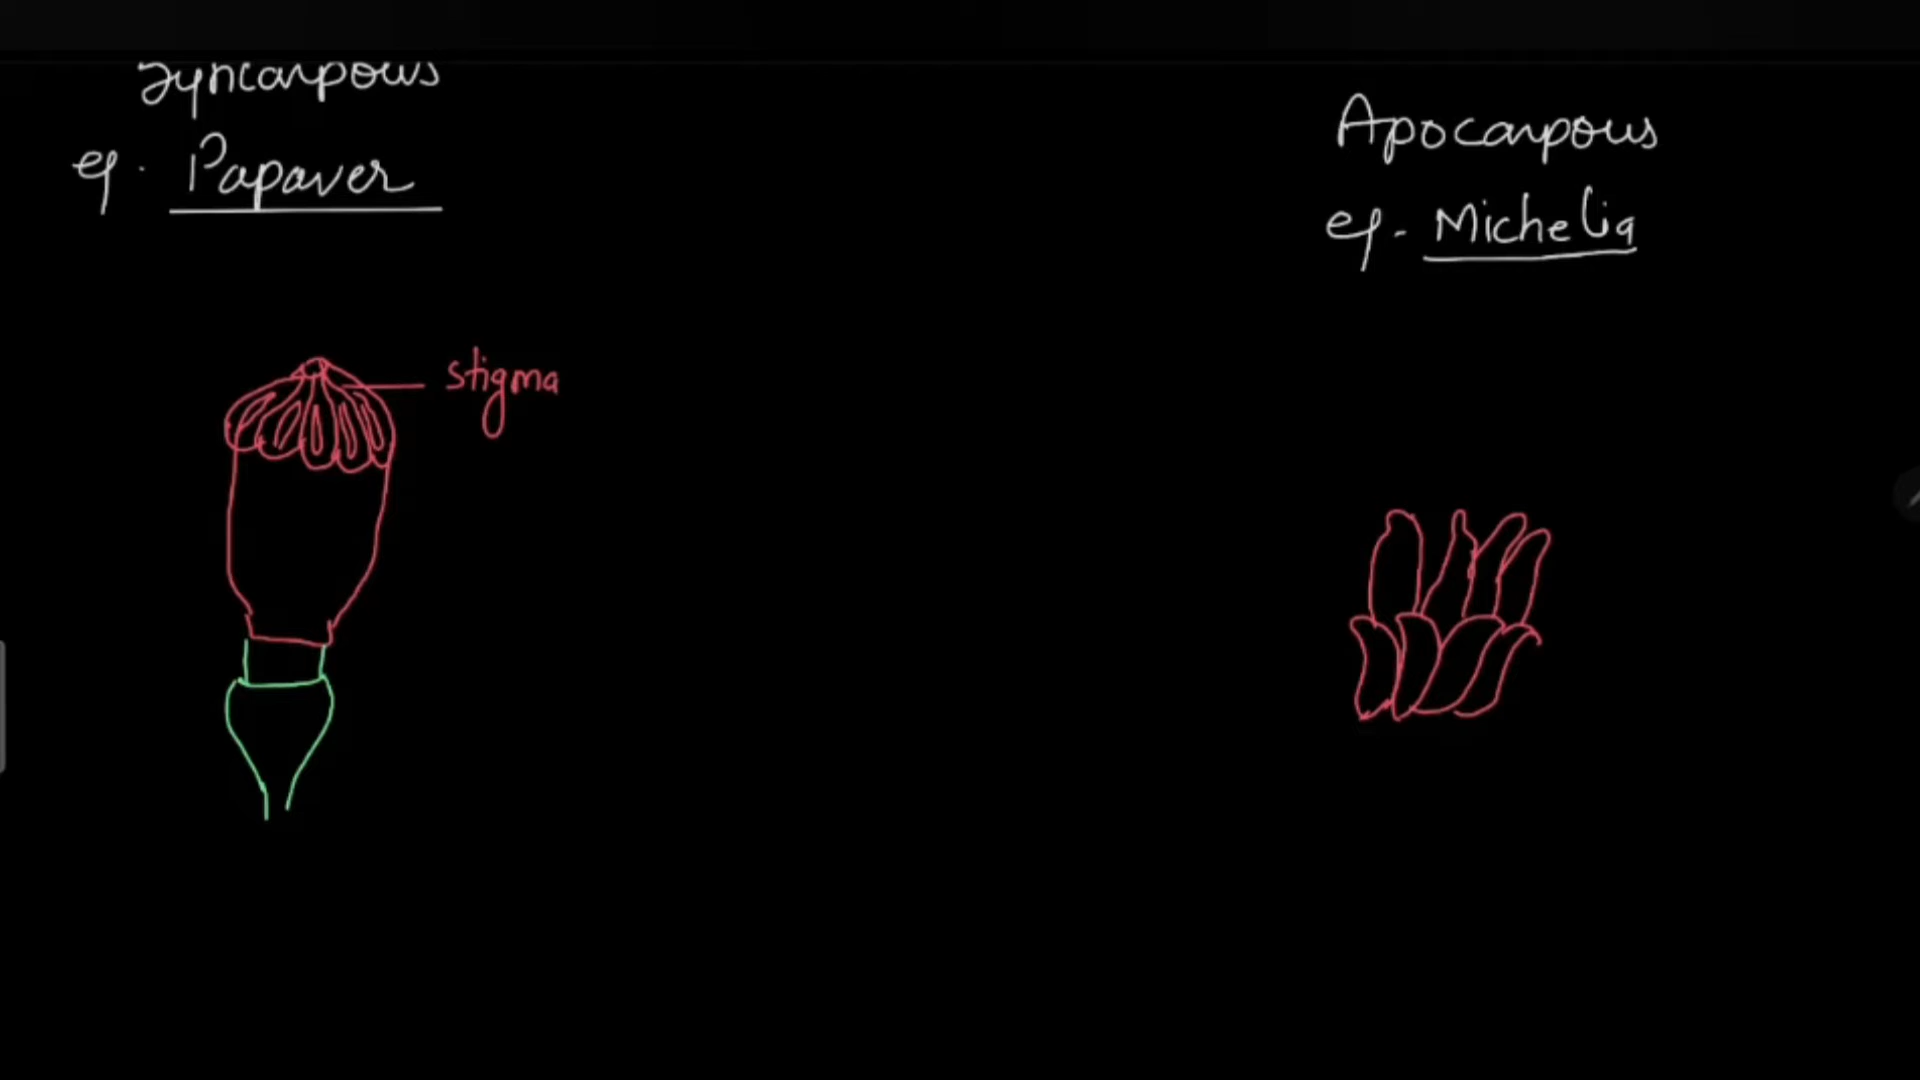 Syncarpous
eg. Papaver
Apocarpous
eg- Michelia
stigma